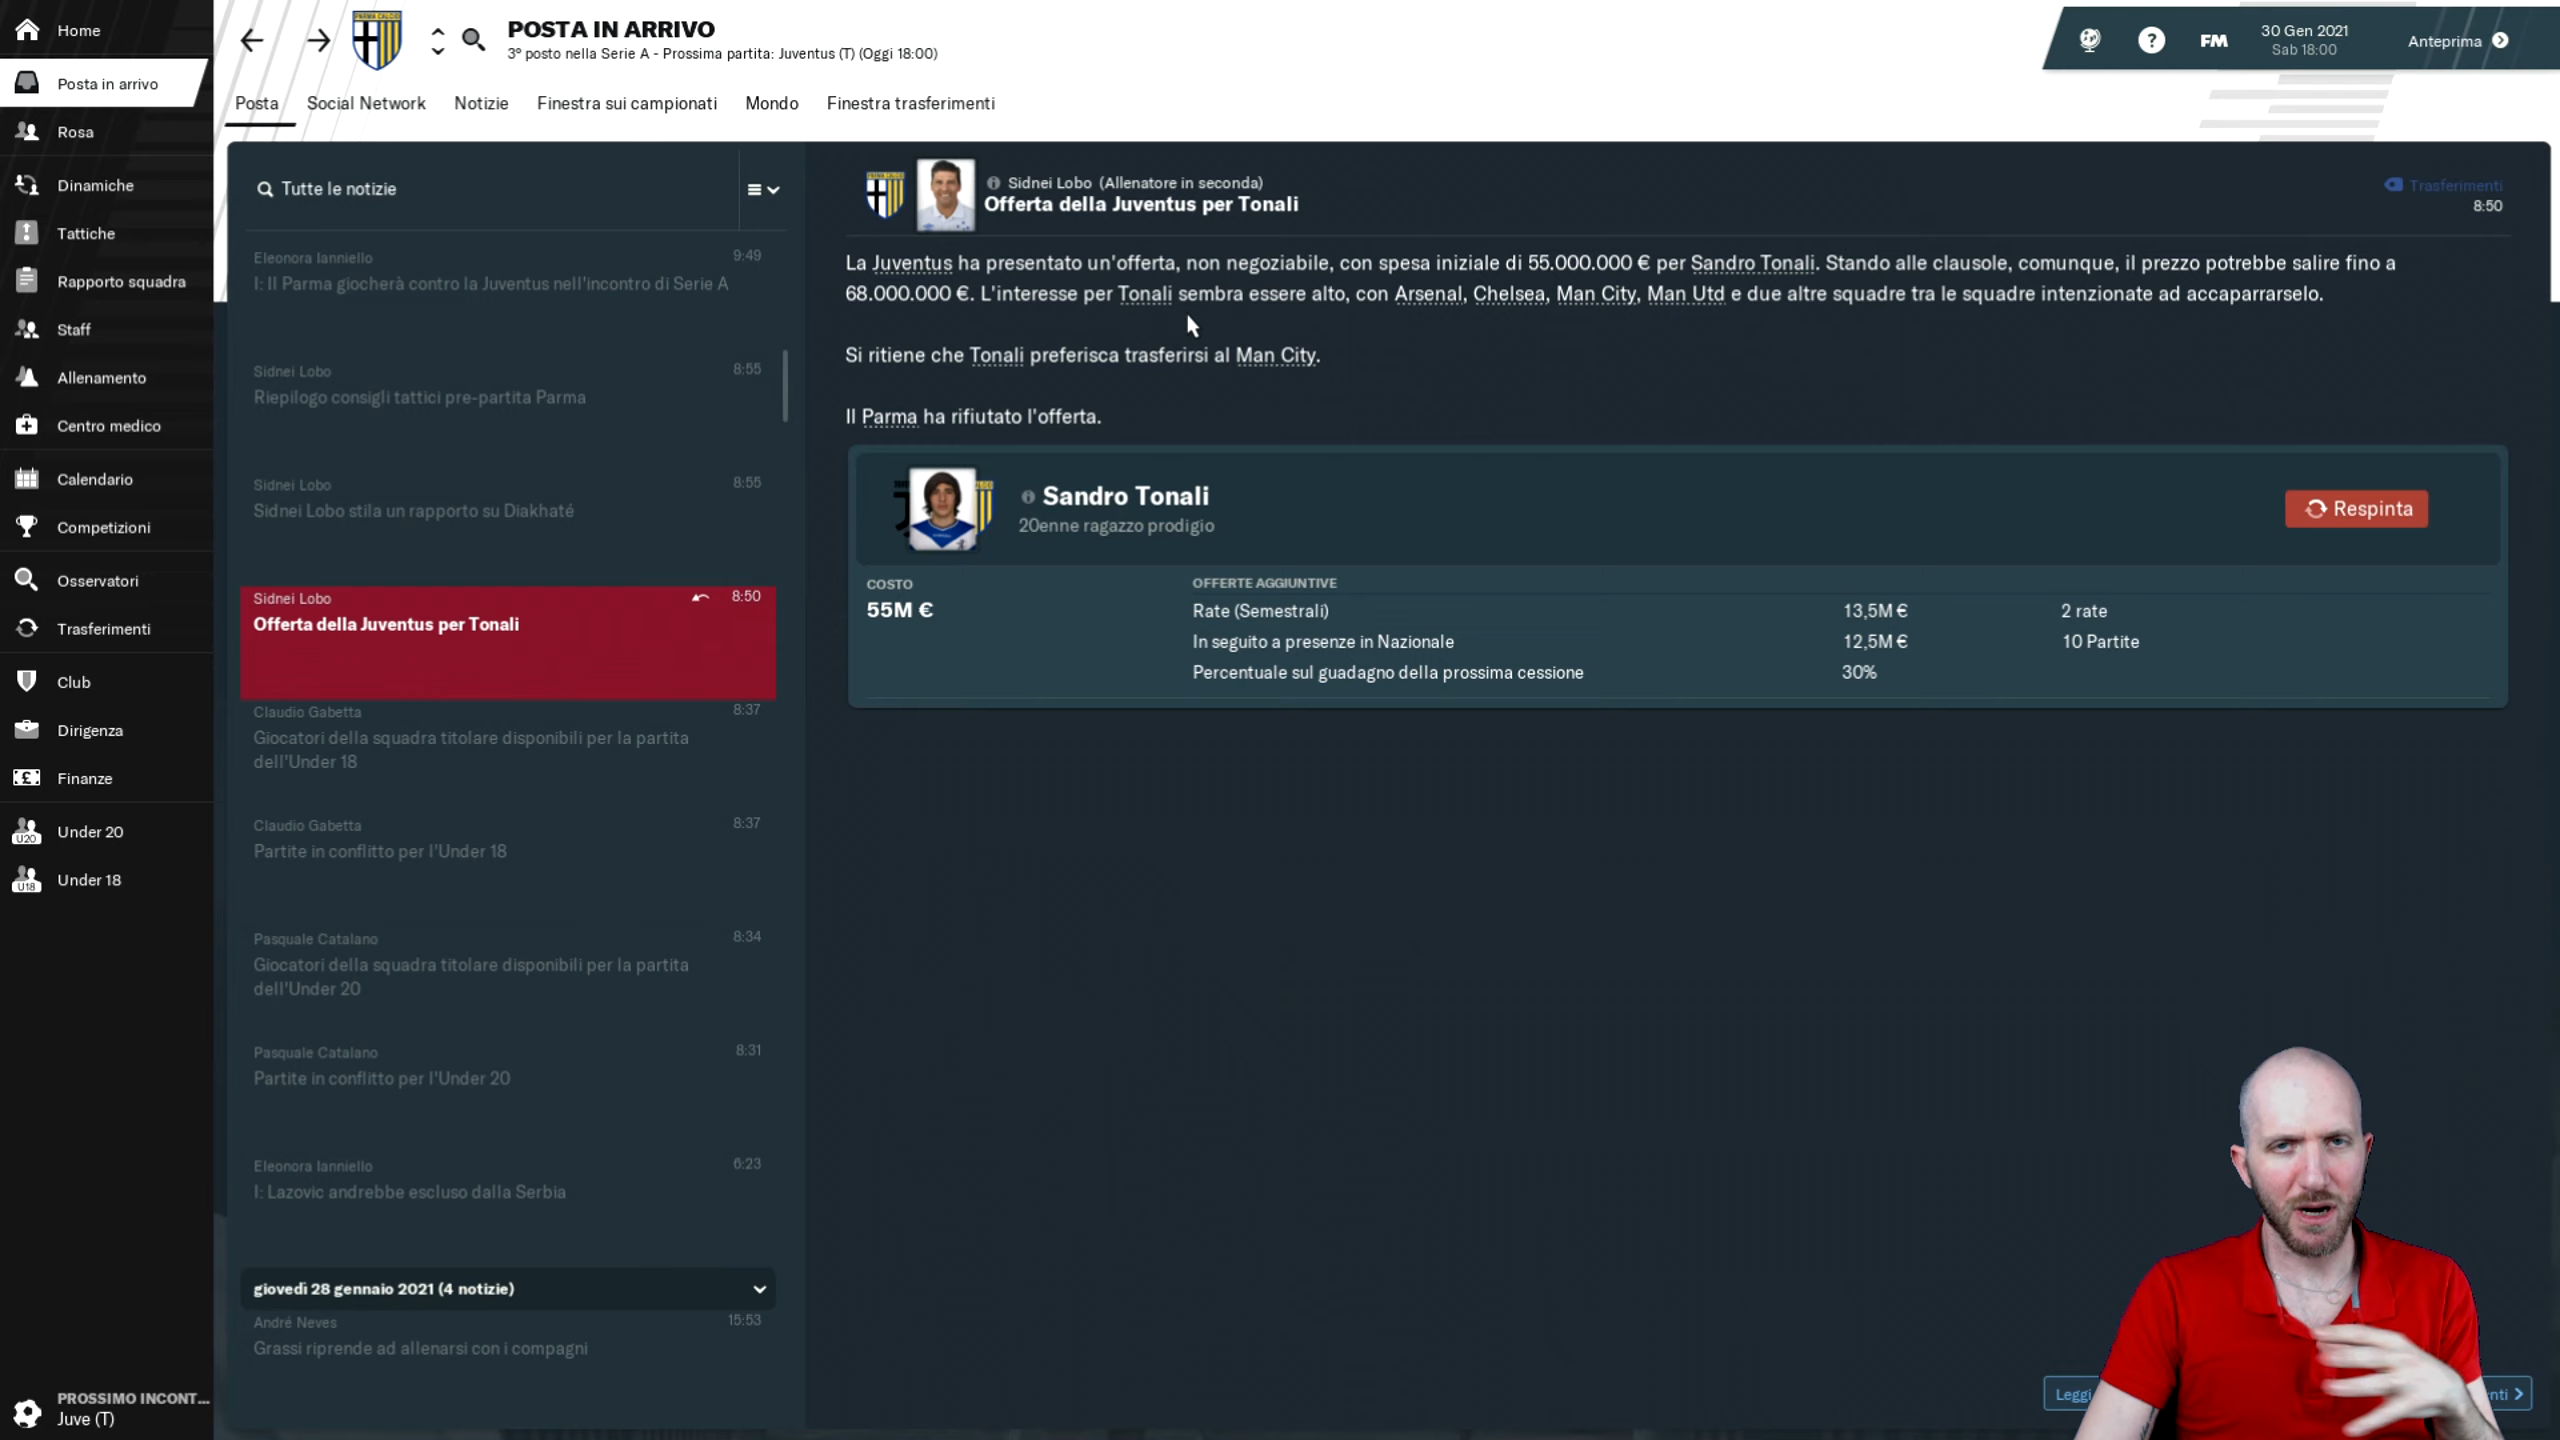 Home
Posta in arrivo
Rosa
Dinamiche
Tattiche
Rapporto squadra
Staff
Allenamento
Centro medico
Calendario
Competizioni
Osservatori
Trasferimenti
Club
Dirigenza
Finanze
U20
Under 20
U18
Under 18
PROSSIMO INCONT...
Juve (T)
PARMA CALCIO
POSTA IN ARRIVO
3° posto nella Serie A - Prossima partita: Juventus (T) (Oggi 18:00)
FM
30 Gen 2021
Sab 18:00
Anteprima
Posta Social Network Notizie Finestra sui campionati Mondo Finestra trasferimenti
Tutte le notizie
Eleonora Ianniello 9:49
I: Il Parma giocherà contro la Juventus nell'incontro di Serie A
Sidnei Lobo 8:55
Riepilogo consigli tattici pre-partita Parma
Sidnei Lobo 8:55
Sidnei Lobo stila un rapporto su Diakhaté
Sidnei Lobo 8:50
Offerta della Juventus per Tonali
Claudio Gabetta 8:37
Giocatori della squadra titolare disponibili per la partita
dell'Under 18
Claudio Gabetta 8:37
Partite in conflitto per l'Under 18
Pasquale Catalano 8:34
Giocatori della squadra titolare disponibili per la partita
dell'Under 20
Pasquale Catalano 8:31
Partite in conflitto per l'Under 20
Eleonora Ianniello 6:23
I: Lazovic andrebbe escluso dalla Serbia
giovedì 28 gennaio 2021 (4 notizie)
André Neves 15:53
Grassi riprende ad allenarsi con i compagni
Sidnei Lobo (Allenatore in seconda)
Offerta della Juventus per Tonali
Trasferimenti
8:50
La Juventus ha presentato un'offerta, non negoziabile, con spesa iniziale di 55.000.000 € per Sandro Tonali. Stando alle clausole, comunque, il prezzo potrebbe salire fino a
68.000.000 €. L'interesse per Tonali sembra essere alto, con Arsenal, Chelsea, Man City, Man Utd e due altre squadre tra le squadre intenzionate ad accaparrarselo.
Si ritiene che Tonali preferisca trasferirsi al Man City.
Il Parma ha rifiutato l'offerta.
Sandro Tonali
20enne ragazzo prodigio
Respinta
COSTO
55M €
OFFERTE AGGIUNTIVE
Rate (Semestrali) 13,5M € 2 rate
In seguito a presenze in Nazionale 12,5M € 10 Partite
Percentuale sul guadagno della prossima cessione 30%
Leggi
nti